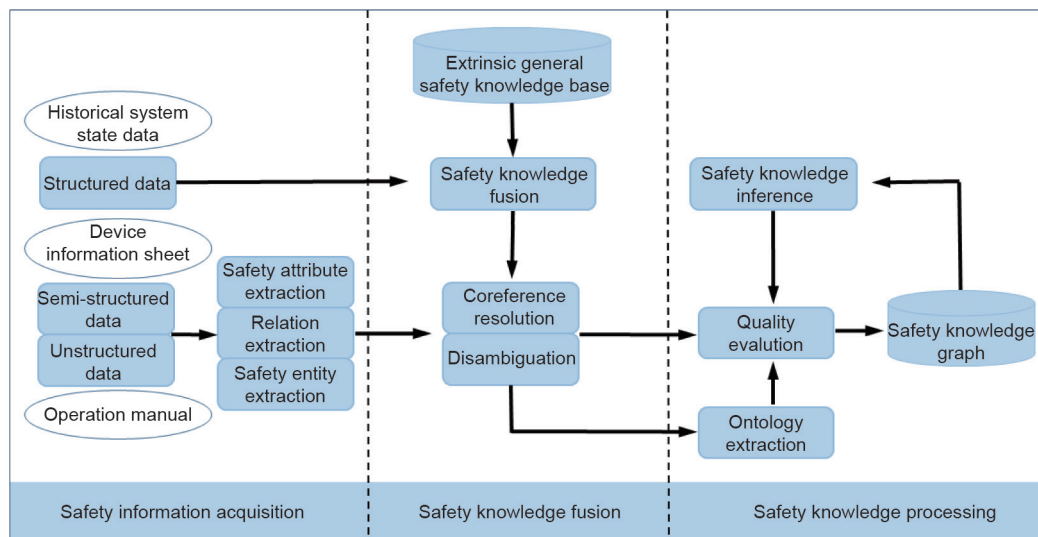 Extrinsic general
safety knowledge base
Historical system
state data
Structured data
Safety knowledge
fusion
Safety knowledge
inference
Device
information sheet
Semi-structured
data
Unstructured
data
Safety attribute
extraction
Relation
extraction
Safety entity
extraction
Coreference
resolution
Disambiguation
Quality
evalution
Safety knowledge
graph
Operation manual
Ontology
extraction
Safety information acquisition
Safety knowledge fusion
Safety knowledge processing